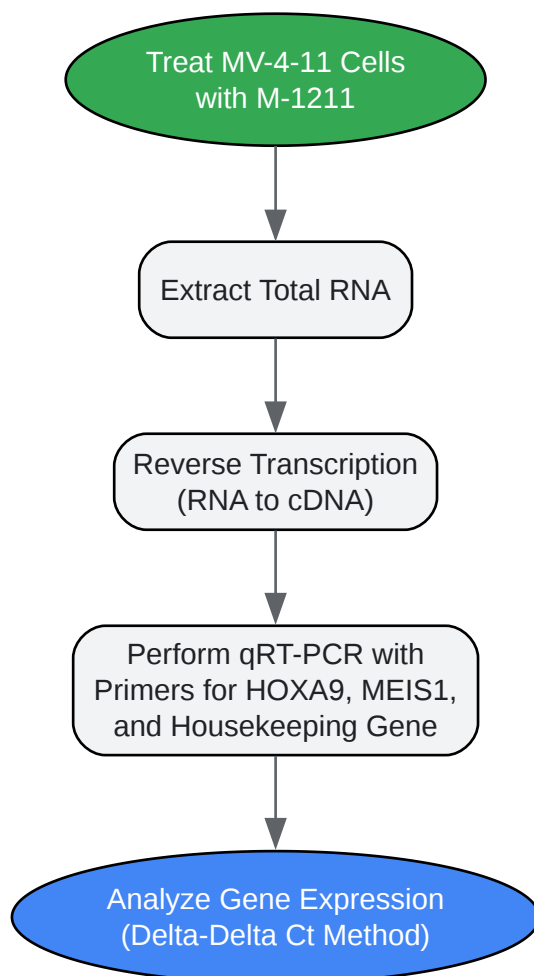 Treat MV-4-11 Cells
with M-1211
Extract Total RNA
Reverse Transcription
(RNA to cDNA)
Perform qRT-PCR with
Primers for HOXA9, MEIS1,
and Housekeeping Gene
Analyze Gene Expression
(Delta-Delta Ct Method)